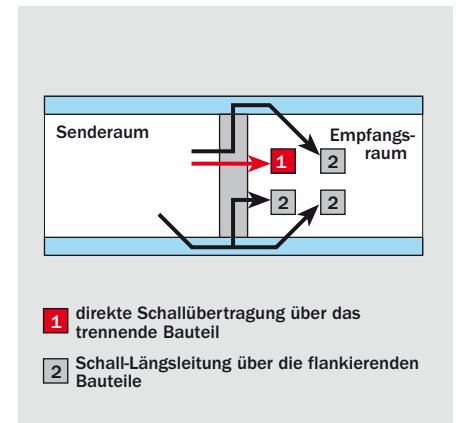 Senderaum
Empfangs-
raum
1
2
2
2
1 direkte Schallübertragung über das
trennende Bauteil
2 Schall-Längsleitung über die flankierenden
Bauteile